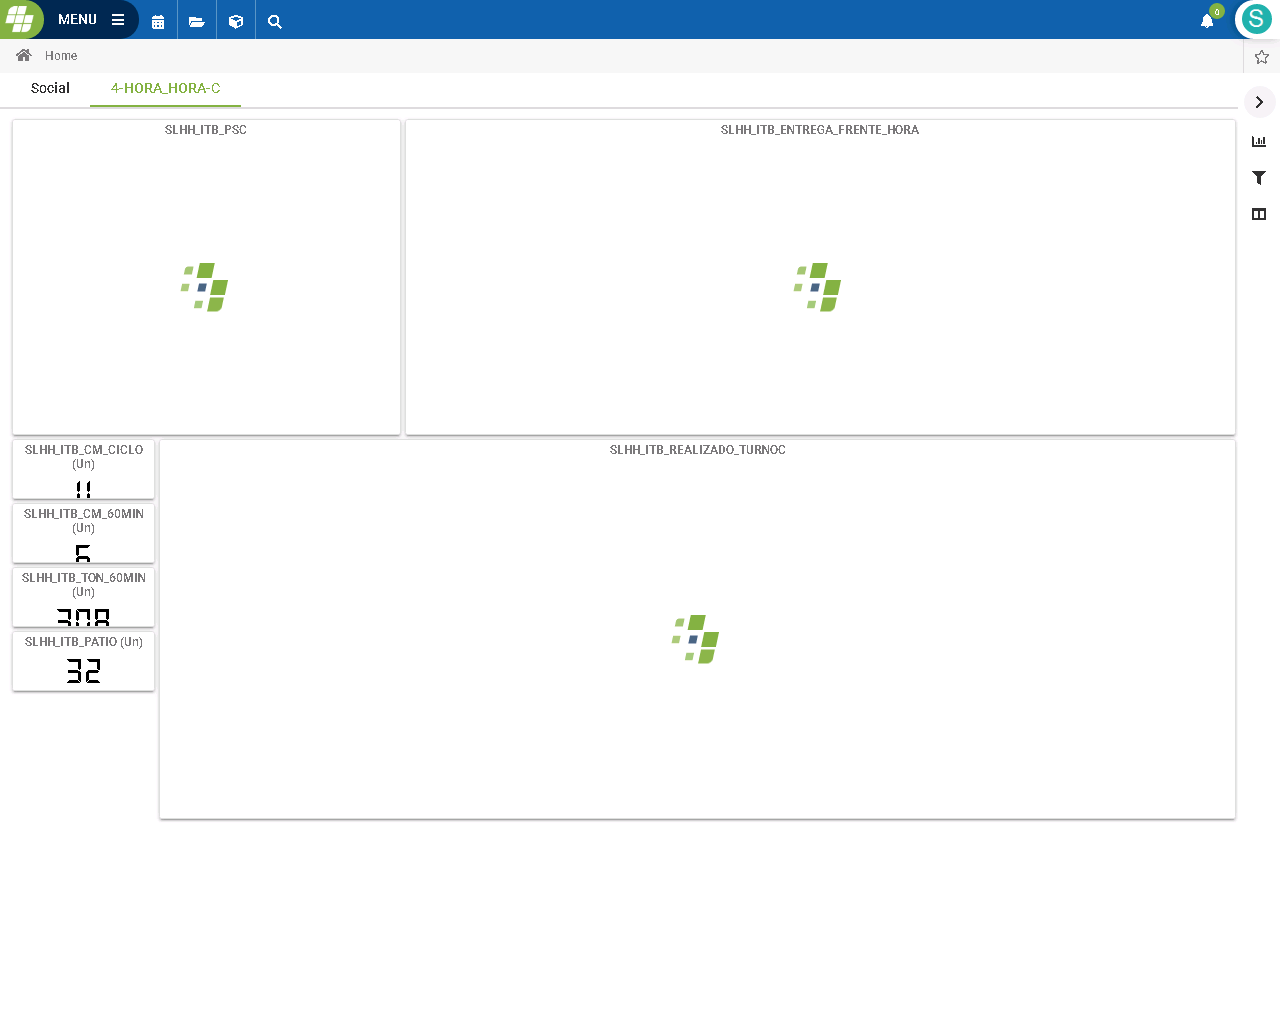 MENU
0
S
Home
Social
4-HORA_HORA-C
SLHH_ITB_PSC
SLHH_ITB_ENTREGA_FRENTE_HORA
SLHH_ITB_CM_CICLO
(Un)
11
SLHH_ITB_CM_60MIN
(Un)
6
SLHH_ITB_TON_60MIN
(Un)
308
SLHH_ITB_PATIO (Un)
32
SLHH_ITB_REALIZADO_TURNOC